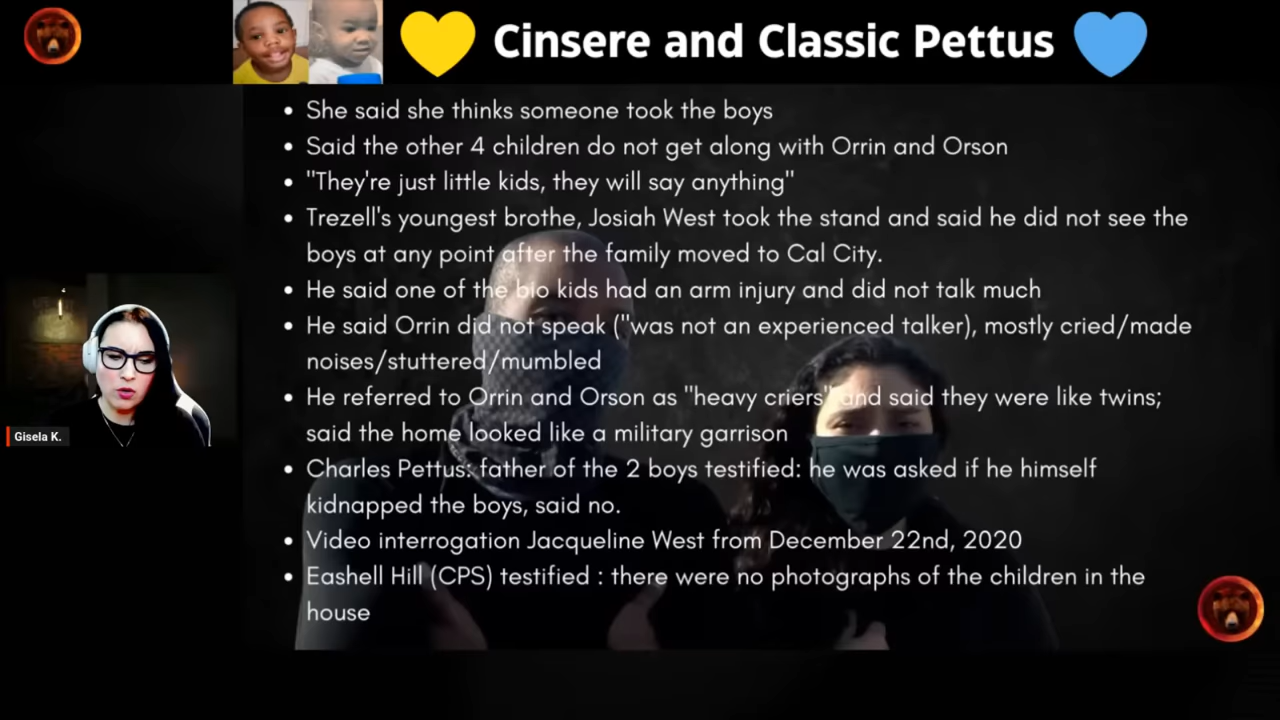 Cinsere and Classic Pettus
• She said she thinks someone took the boys
• Said the other 4 children do not get along with Orrin and Orson
• "They're just little kids, they will say anything"
• Trezell's youngest brothe, Josiah West took the stand and said he did not see the
boys at any point after the family moved to Cal City.
• He said one of the bio kids had an arm injury and did not talk much
• He said Orrin did not speak ("was not an experienced talker), mostly cried/made
noises/stuttered/mumbled
• He referred to Orrin and Orson as "heavy criers" and said they were like twins;
said the home looked like a military garrison
• Charles Pettus: father of the 2 boys testified: he was asked if he himself
kidnapped the boys, said no.
• Video interrogation Jacqueline West from December 22nd, 2020
• Eashell Hill (CPS) testified : there were no photographs of the children in the
house
Gisela K.